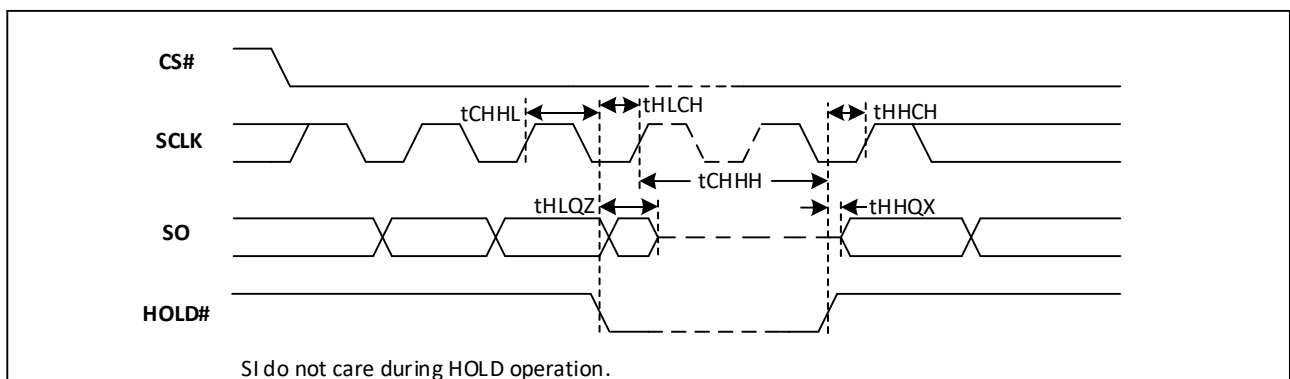 CS#
tCHHL
tHLCH
tHHCH
SCLK
tCHHH
tHLQZ
tHHQX
SO
HOLD#
SI do not care during HOLD operation.